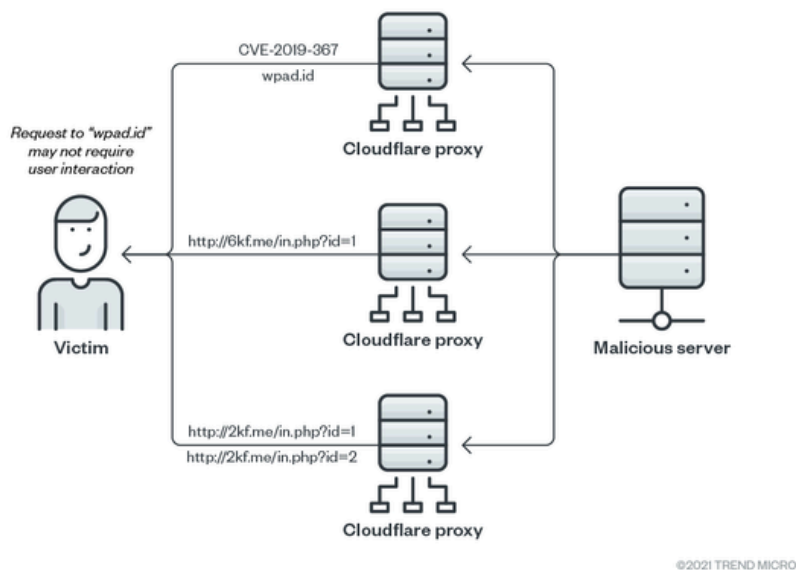 CVE-2019-367
wpad.id
Request to "wpad.id"
may not require
user interaction
Cloudflare proxy
http://6kf.me/in.php?id=1
Victim
Cloudflare proxy
Malicious server
http://2kf.me/in.php?id=1
http://2kf.me/in.php?id=2
Cloudflare proxy
©2021 TREND MICRO